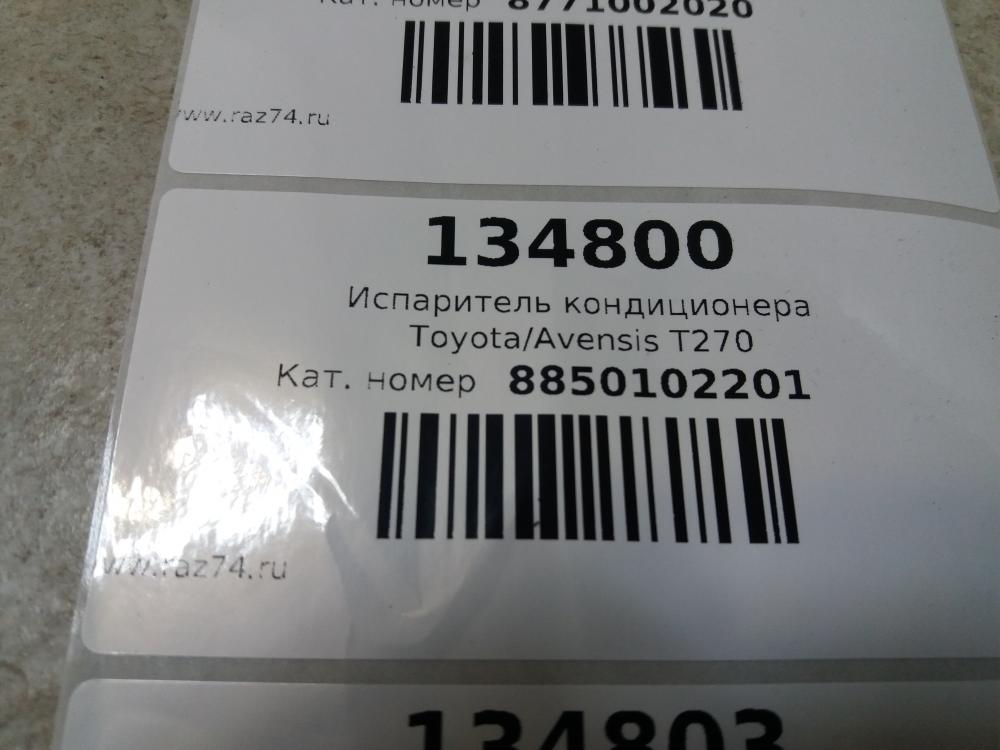 Кат. номер 8771002020
www.raz74.ru
134800
Испаритель кондиционера
Toyota/Avensis T270
Кат. номер 8850102201
www.raz74.ru
134803